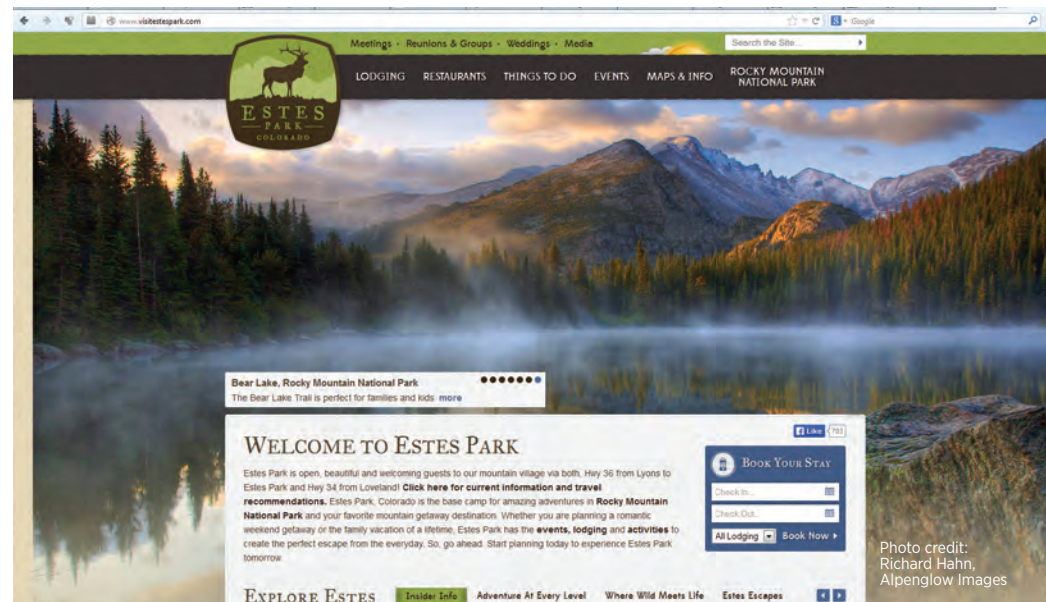 www.visitestespark.com
Google
Meetings - Reunions & Groups - Weddings - Media
Search the Site...
ESTES
PARK
COLORADO
LODGING RESTAURANTS THINGS TO DO EVENTS MAPS & INFO ROCKY MOUNTAIN
NATIONAL PARK
Bear Lake, Rocky Mountain National Park
The Bear Lake Trail is perfect for families and kids more
WELCOME TO ESTES PARK
Estes Park is open, beautiful and welcoming guests to our mountain village via both, Hwy 36 from Lyons to
Estes Park and Hwy 34 from Loveland! Click here for current information and travel
recommendations. Estes Park, Colorado is the base camp for amazing adventures in Rocky Mountain
National Park and your favorite mountain getaway destination. Whether you are planning a romantic
weekend getaway or the family vacation of a lifetime, Estes Park has the events, lodging and activities to
create the perfect escape from the everyday. So, go ahead. Start planning today to experience Estes Park
tomorrow.
Like 783
BOOK YOUR STAY
Check In...
Check Out...
All Lodging Book Now
Photo credit:
Richard Hahn,
Alpenglow Images
EXPLORE ESTES Insider Info Adventure At Every Level Where Wild Meets Life Estes Escapes